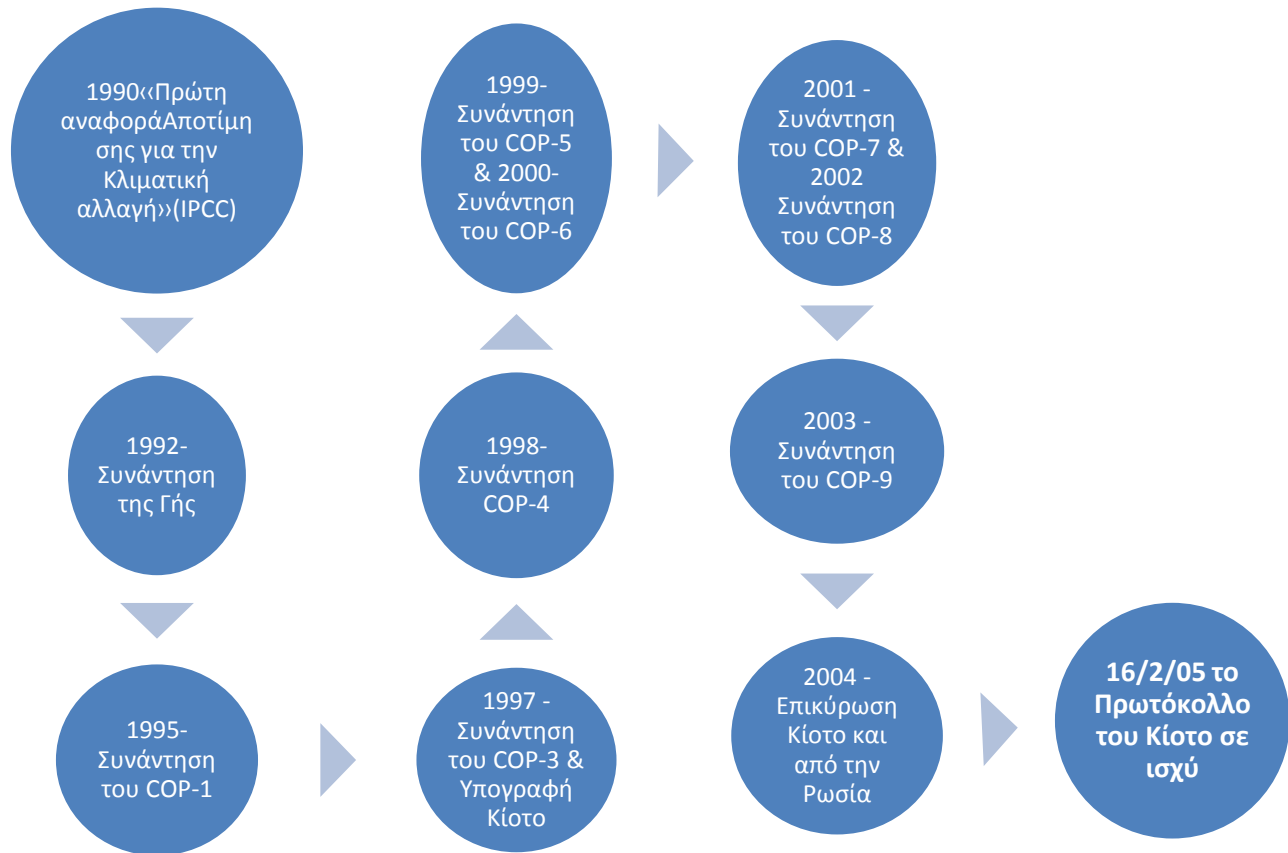 1990‹‹Πρώτη
αναφοράΑποτίμη
σης για την
Κλιματική
αλλαγή››(IPCC)
1992-
Συνάντηση
της Γής
1995-
Συνάντηση
του COP-1
1997 -
Συνάντηση
του COP-3 &
Υπογραφή
Κίοτο
1998-
Συνάντηση
COP-4
1999-
Συνάντηση
του COP-5
& 2000-
Συνάντηση
του COP-6
2001 -
Συνάντηση
του COP-7 &
2002
Συνάντηση
του COP-8
2003 -
Συνάντηση
του COP-9
2004 -
Επικύρωση
Κίοτο και
από την
Ρωσία
16/2/05 το
Πρωτόκολλο
του Κίοτο σε
ισχύ